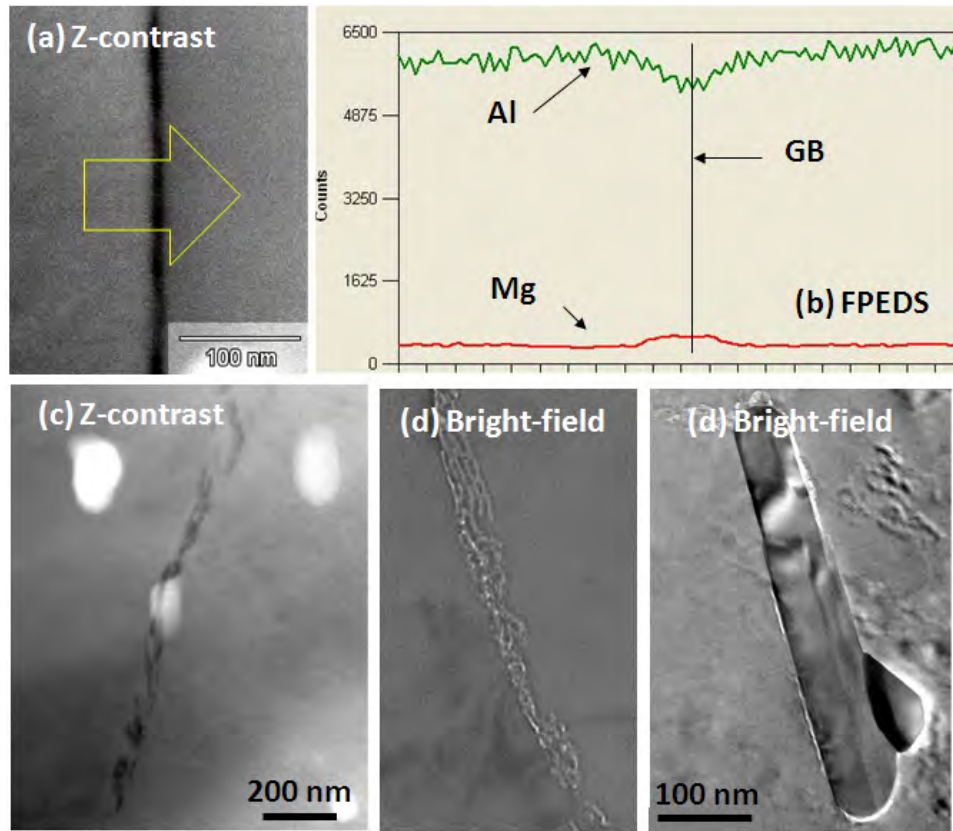 (a) Z-contrast
100 nm
6500
4875
3250
1625
0
Counts
Al
GB
Mg
(b) FPEDS
(c) Z-contrast
200 nm
(d) Bright-field
(d) Bright-field
100 nm